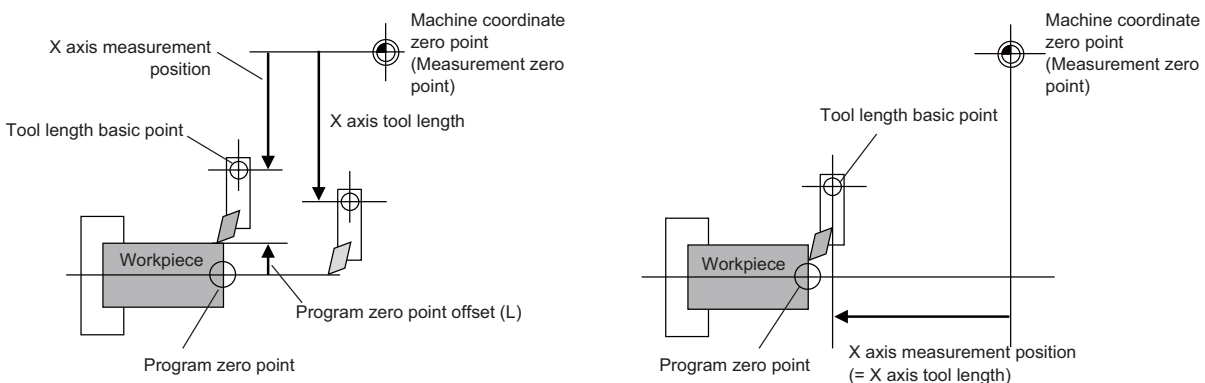 X axis measurement
position
Machine coordinate
zero point
(Measurement zero
point)
Tool length basic point
X axis tool length
Workpiece
Program zero point offset (L)
Program zero point
Machine coordinate
zero point
(Measurement zero
point)
Tool length basic point
Workpiece
Program zero point
X axis measurement position
(= X axis tool length)